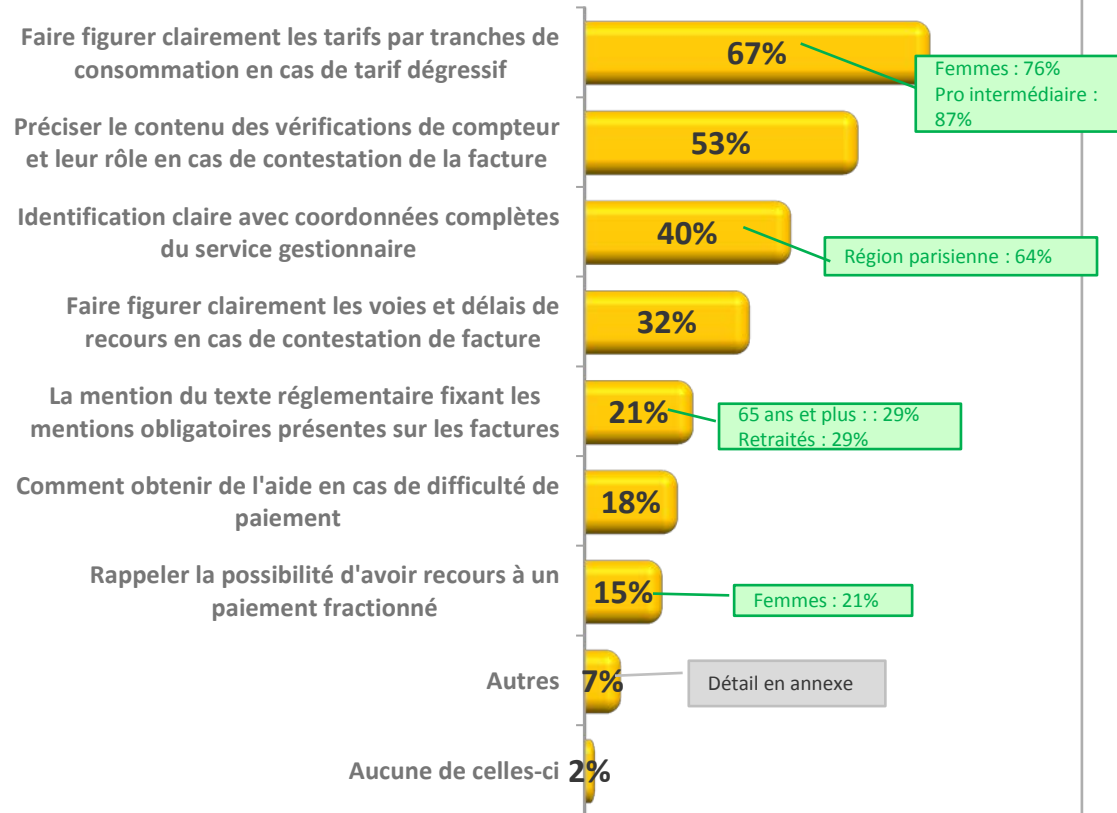 Faire figurer clairement les tarifs par tranches de
consommation en cas de tarif dégressif
67%
Femmes : 76%
Pro intermédiaire :
87%
Préciser le contenu des vérifications de compteur
et leur rôle en cas de contestation de la facture
53%
Identification claire avec coordonnées complètes
du service gestionnaire
40%
Région parisienne : 64%
Faire figurer clairement les voies et délais de
recours en cas de contestation de facture
32%
La mention du texte réglementaire fixant les
mentions obligatoires présentes sur les factures
21%
65 ans et plus : : 29%
Retraités : 29%
Comment obtenir de l'aide en cas de difficulté de
paiement
18%
Rappeler la possibilité d'avoir recours à un
paiement fractionné
15%
Femmes : 21%
Autres
7%
Détail en annexe
Aucune de celles-ci
2%